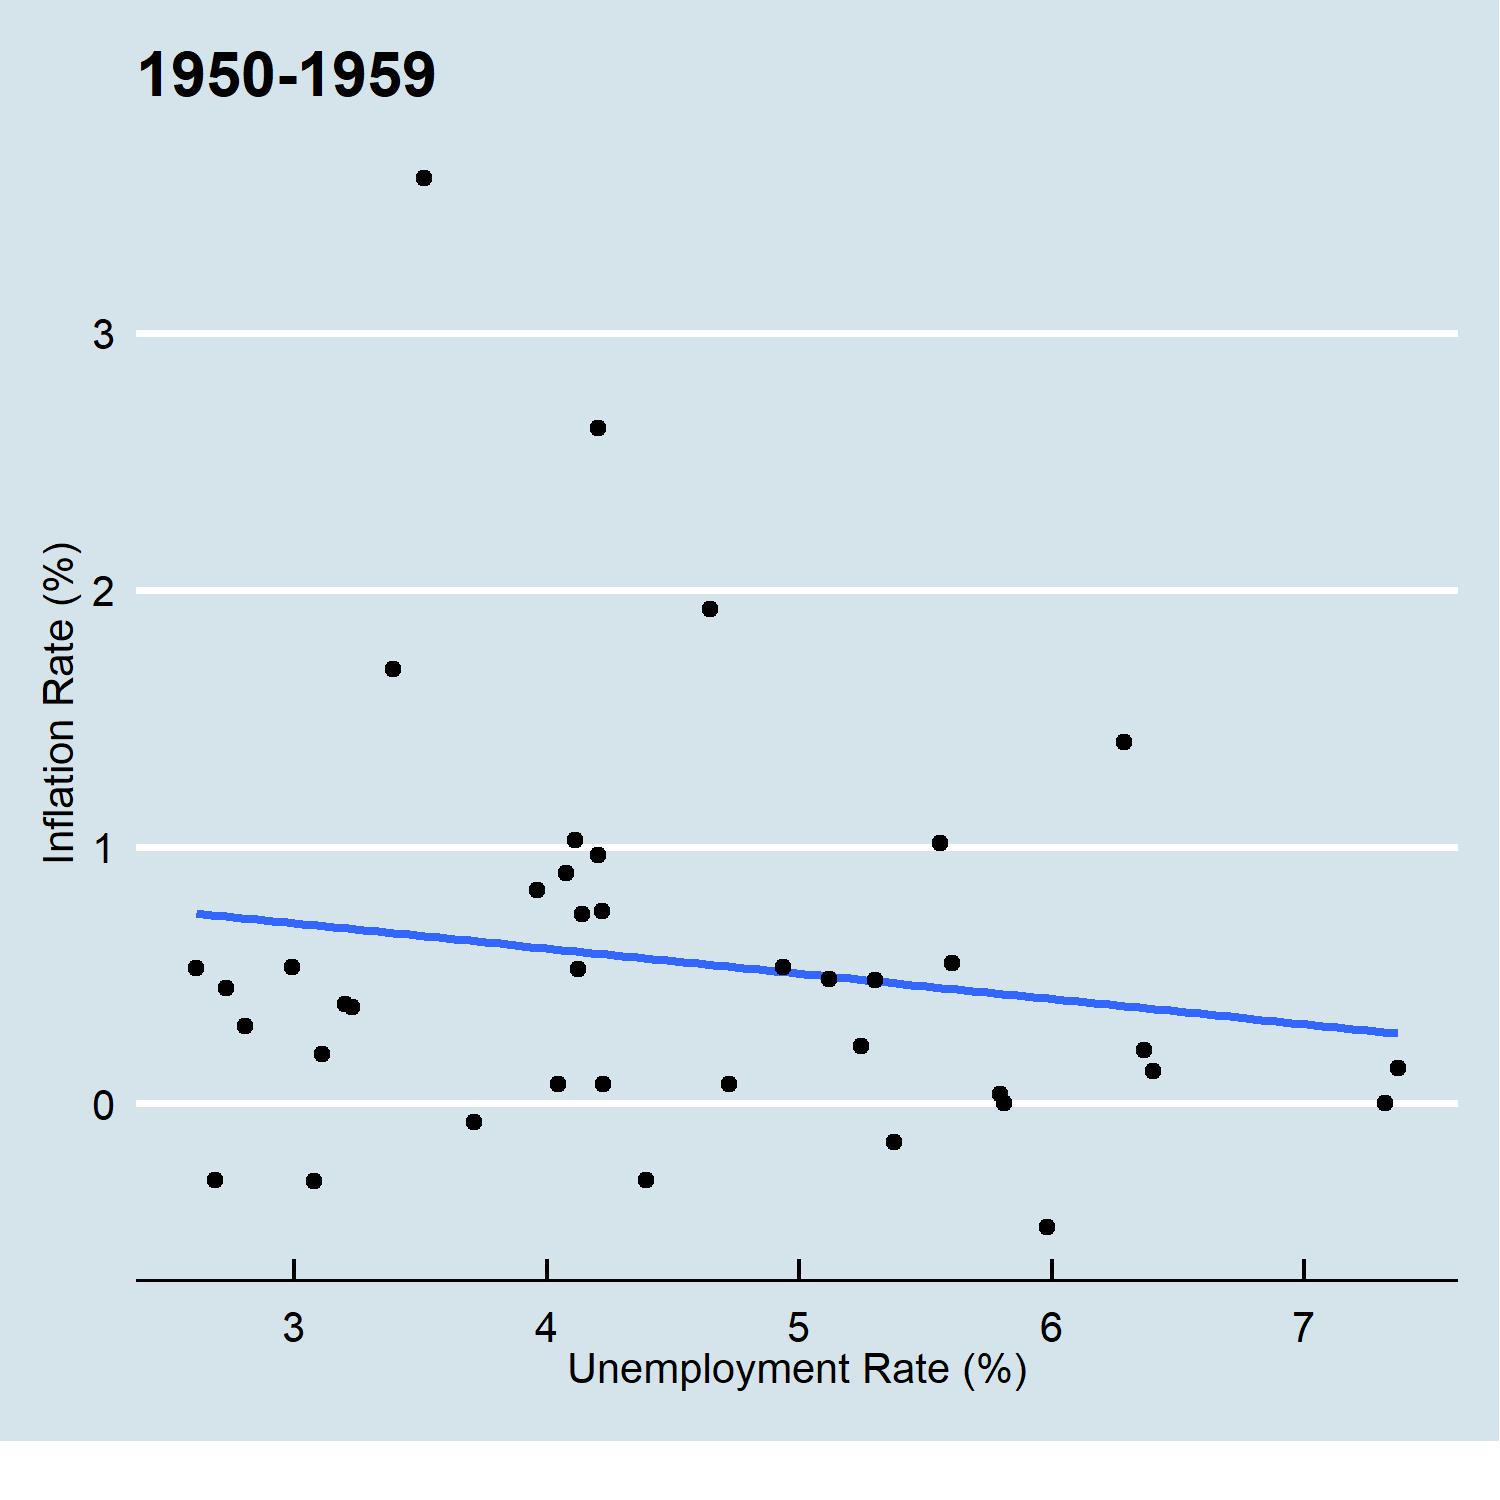 1950-1959
Inflation Rate (%)
3
2
1
0
3 4 5 6 7
Unemployment Rate (%)